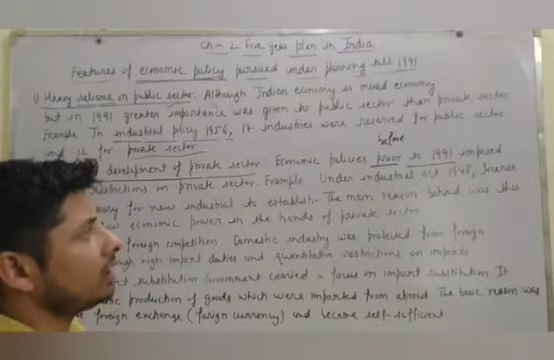 Ch-2 Five year plan in India
Features of economic policy pursued under planning till 1991
1) Heavy reliance on public sector. Although Indian economy is mixed economy
but in 1991 greater importance was given to public sector than private sector
Example In industrial policy 1956, 17 industries were reserved for public sector
and 12 for private sector
before
development of private sector. Economic policies prior to 1991 imposed
restrictions on private sector. Example Under industrial act 1948, license
for new industrial to establish. The main reason behind was this
economic power in the hands of private sector
foreign competition: Domestic industry was protected from foreign
high import duties and quantitative restrictions on imports
substitution Government carried a focus on import substitution. It
production of goods which were imported from abroad. The basic reason was
foreign exchange (foreign currency) and become self-sufficient